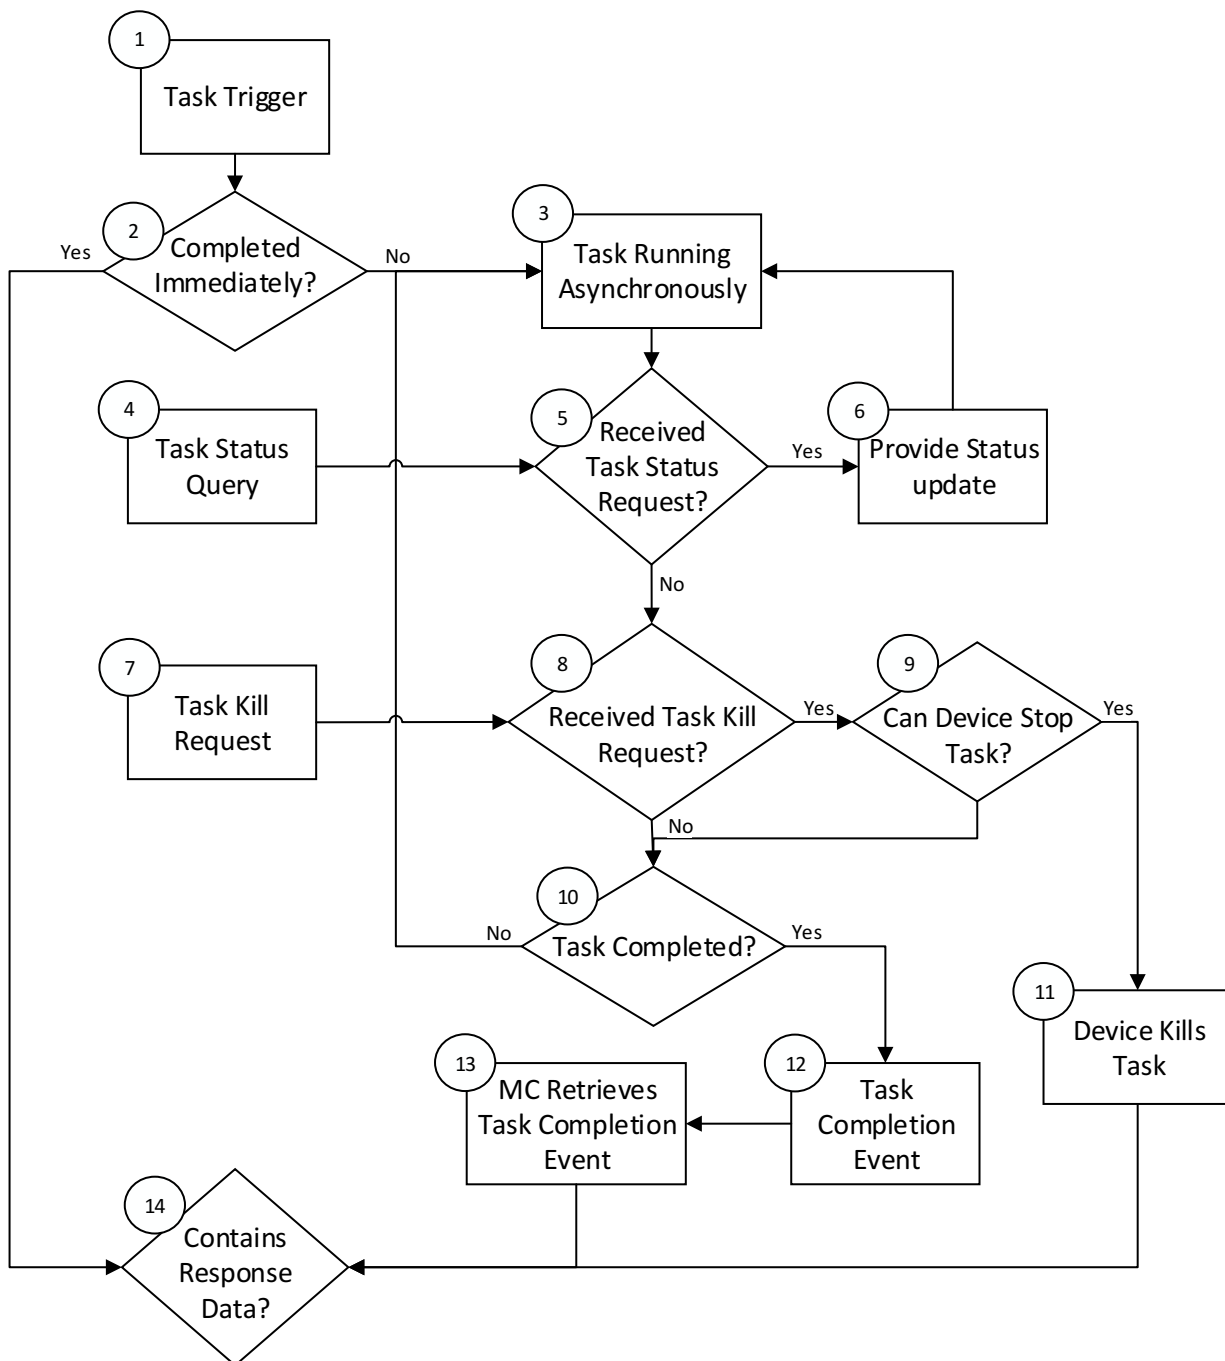 1
Task Trigger
2
Completed
Immediately?
Yes
No
3
Task Running
Asynchronously
4
Task Status
Query
5
Received
Task Status
Request?
Yes
6
Provide Status
update
No
7
Task Kill
Request
8
Received Task Kill
Request?
Yes
9
Can Device Stop
Task?
Yes
No
10
Task Completed?
No
Yes
11
Device Kills
Task
12
Task
Completion
Event
13
MC Retrieves
Task Completion
Event
14
Contains
Response
Data?